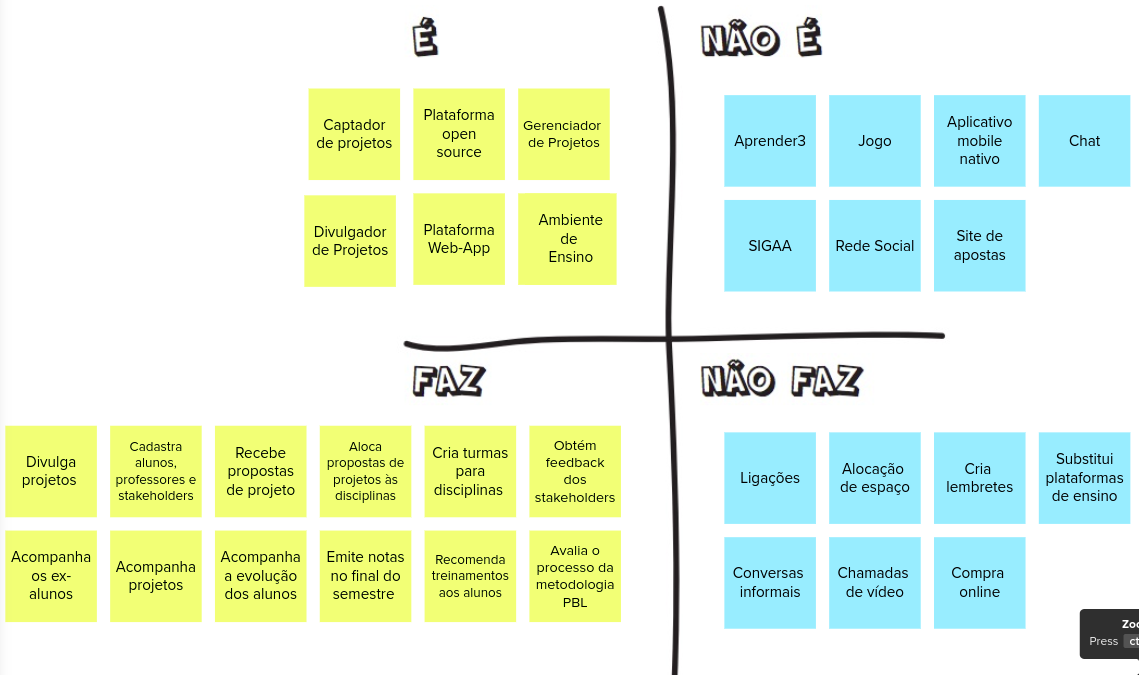 É
Captador
de projetos
Plataforma
open
source
Gerenciador
de Projetos
Divulgador
de Projetos
Plataforma
Web-App
Ambiente
de
Ensino
NÃO É
Aprender3
Jogo
Aplicativo
mobile
nativo
Chat
SIGAA
Rede Social
Site de
apostas
FAZ
Divulga
projetos
Cadastra
alunos,
professores e
stakeholders
Recebe
propostas
de projeto
Aloca
propostas de
projetos às
disciplinas
Cria turmas
para
disciplinas
Obtém
feedback
dos
stakeholders
Acompanha
os ex-
alunos
Acompanha
projetos
Acompanha
a evolução
dos alunos
Emite notas
no final do
semestre
Recomenda
treinamentos
aos alunos
Avalia o
processo da
metodologia
PBL
NÃO FAZ
Ligações
Alocação
de espaço
Cria
lembretes
Substitui
plataformas
de ensino
Conversas
informais
Chamadas
de vídeo
Compra
online
Press